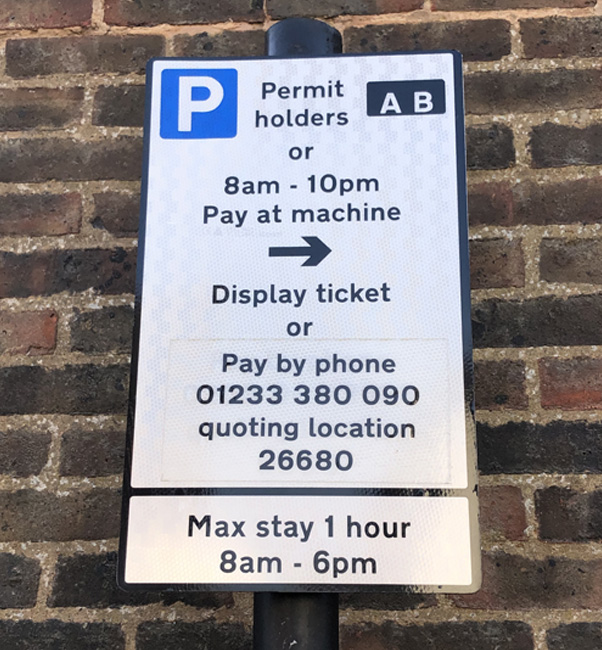 P Permit A B
holders
or
8am - 10pm
Pay at machine
Display ticket
or
Pay by phone
01233 380 090
quoting location
26680
Max stay 1 hour
8am - 6pm